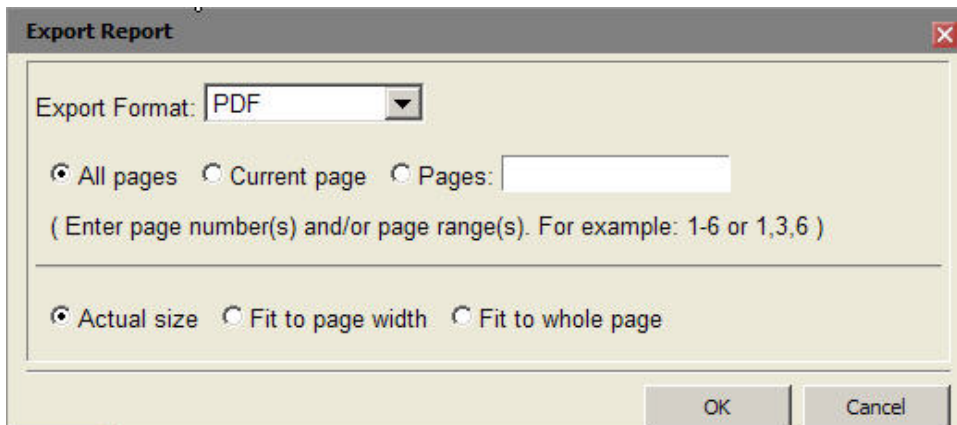 Export Report
Export Format: PDF
All pages Current page Pages:
( Enter page number(s) and/or page range(s). For example: 1-6 or 1,3,6 )
Actual size Fit to page width Fit to whole page
OK Cancel